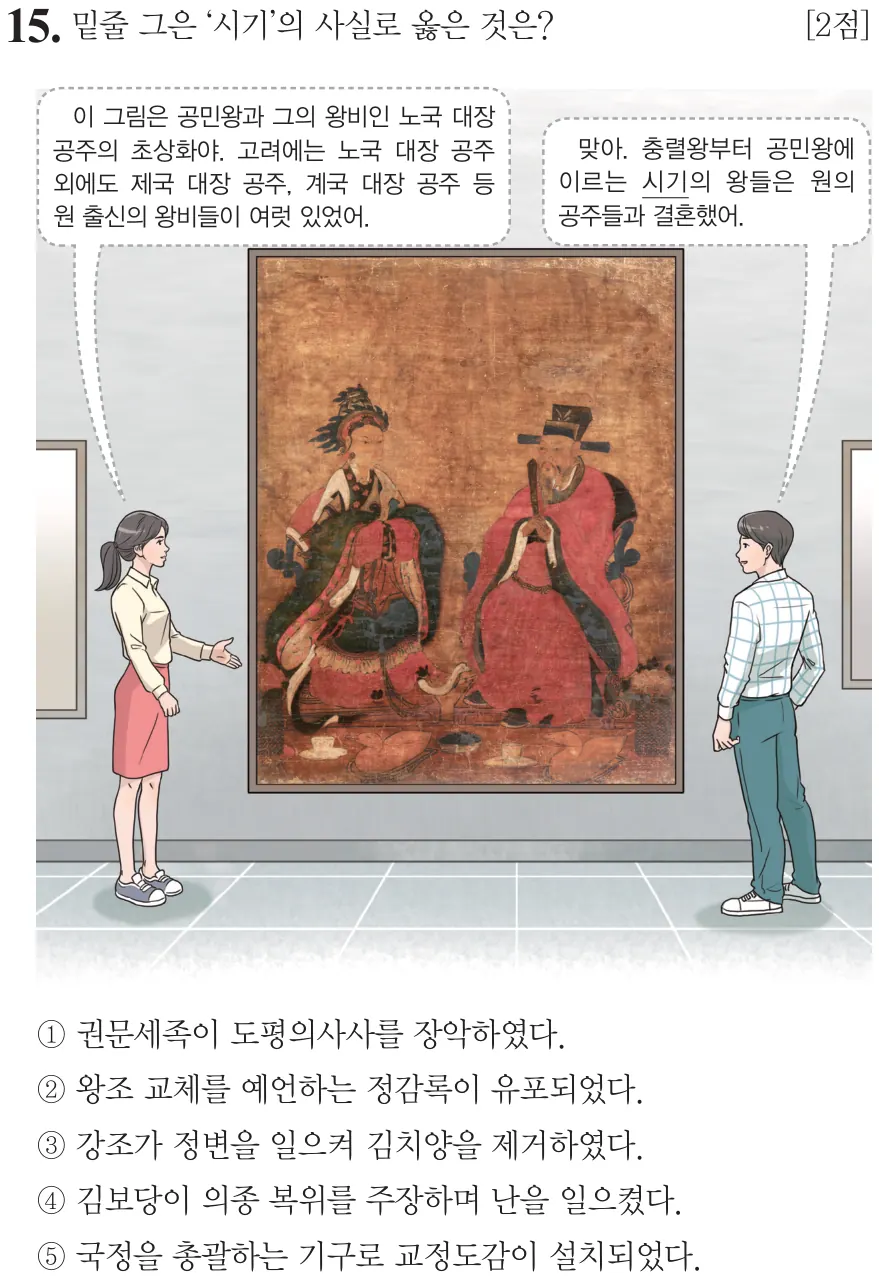 15. 밑줄 그은 ‘시기’의 사실로 옳은 것은? [2점]
이 그림은 공민왕과 그의 왕비인 노국 대장
공주의 초상화야. 고려에는 노국 대장 공주
외에도 제국 대장 공주, 계국 대장 공주 등
원 출신의 왕비들이 여럿 있었어.
맞아. 충렬왕부터 공민왕에
이르는 시기의 왕들은 원의
공주들과 결혼했어.
① 권문세족이 도평의사사를 장악하였다.
② 왕조 교체를 예언하는 정감록이 유포되었다.
③ 강조가 정변을 일으켜 김치양을 제거하였다.
④ 김보당이 의종 복위를 주장하며 난을 일으켰다.
⑤ 국정을 총괄하는 기구로 교정도감이 설치되었다.